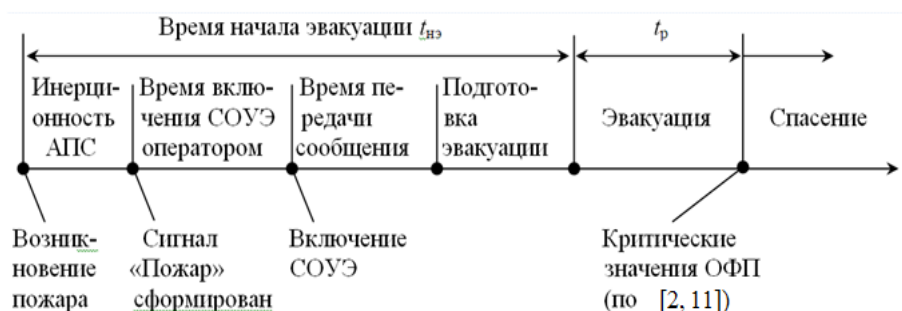 Время начала эвакуации tнэ
tр
Инерци-
онность
АПС
Время вклю-
чения СОУЭ
оператором
Время пе-
редачи
сообщения
Подгото-
вка
эвакуации
Эвакуация
Спасение
Возник-
новение
пожара
Сигнал
«Пожар»
сформирован
Включение
СОУЭ
Критические
значения ОФП
(по [2, 11])